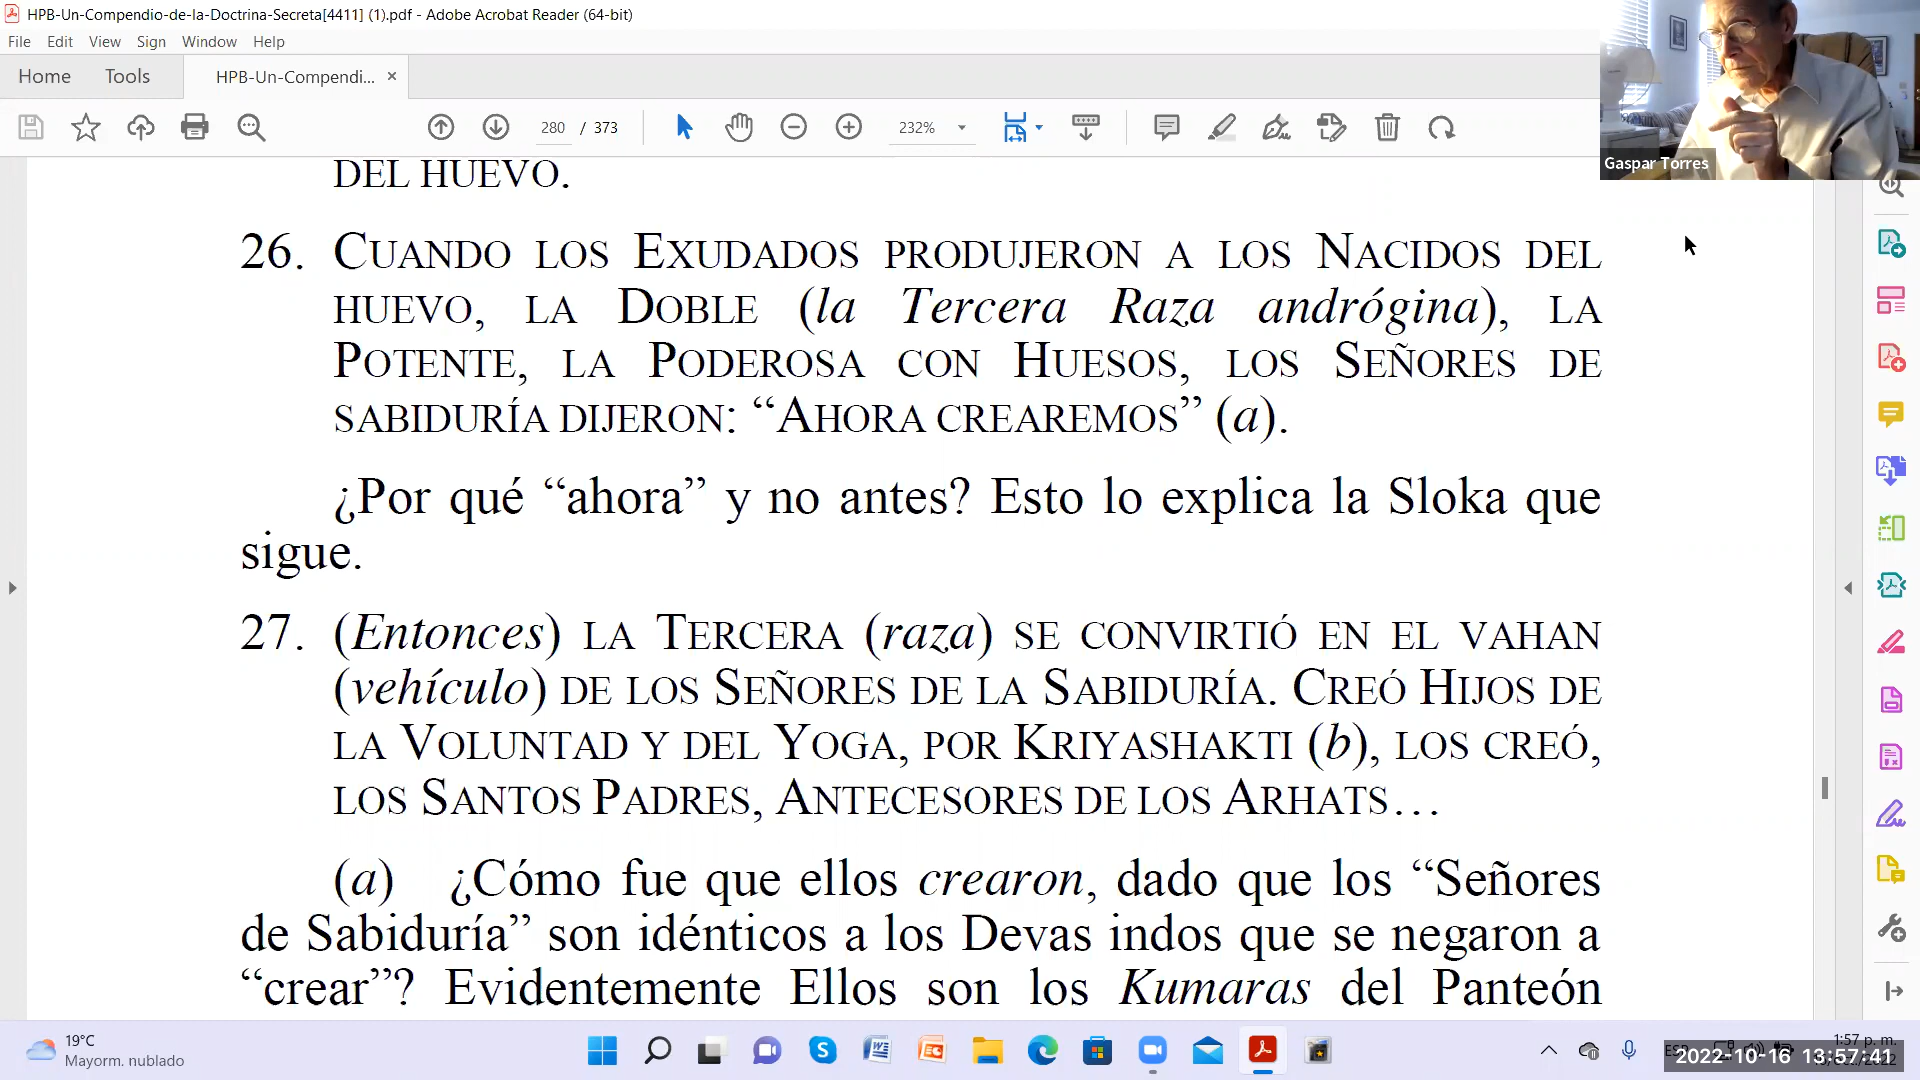 HPB-Un-Compendio-de-la-Doctrina-Secreta[4411] (1).pdf - Adobe Acrobat Reader (64-bit)
File Edit View Sign Window Help
Home Tools HPB-Un-Compendi... ×
280 / 373 232%
Gaspar Torres
DEL HUEVO.
26. CUANDO LOS EXUDADOS PRODUJERON A LOS NACIDOS DEL
HUEVO, LA DOBLE (la Tercera Raza andrógina), LA
POTENTE, LA PODEROSA CON HUESOS, LOS SEÑORES DE
SABIDURÍA DIJERON: “AHORA CREAREMOS” (a).
¿Por qué “ahora” y no antes? Esto lo explica la Sloka que
sigue.
27. (Entonces) LA TERCERA (raza) SE CONVIRTIÓ EN EL VAHAN
(vehículo) DE LOS SEÑORES DE LA SABIDURÍA. CREÓ HIJOS DE
LA VOLUNTAD Y DEL YOGA, POR KRIYASHAKTI (b), LOS CREÓ,
LOS SANTOS PADRES, ANTECESORES DE LOS ARHATS…
(a) ¿Cómo fue que ellos crearon, dado que los “Señores
de Sabiduría” son idénticos a los Devas indos que se negaron a
“crear”? Evidentemente Ellos son los Kumaras del Panteón
19°C
Mayorm. nublado
1:57 p. m.
2022-10-16 13:57:41